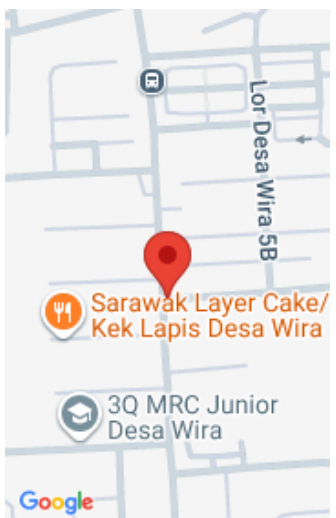 Lor Desa Wira 5B
Sarawak Layer Cake/
Kek Lapis Desa Wira
3Q MRC Junior
Desa Wira
Google